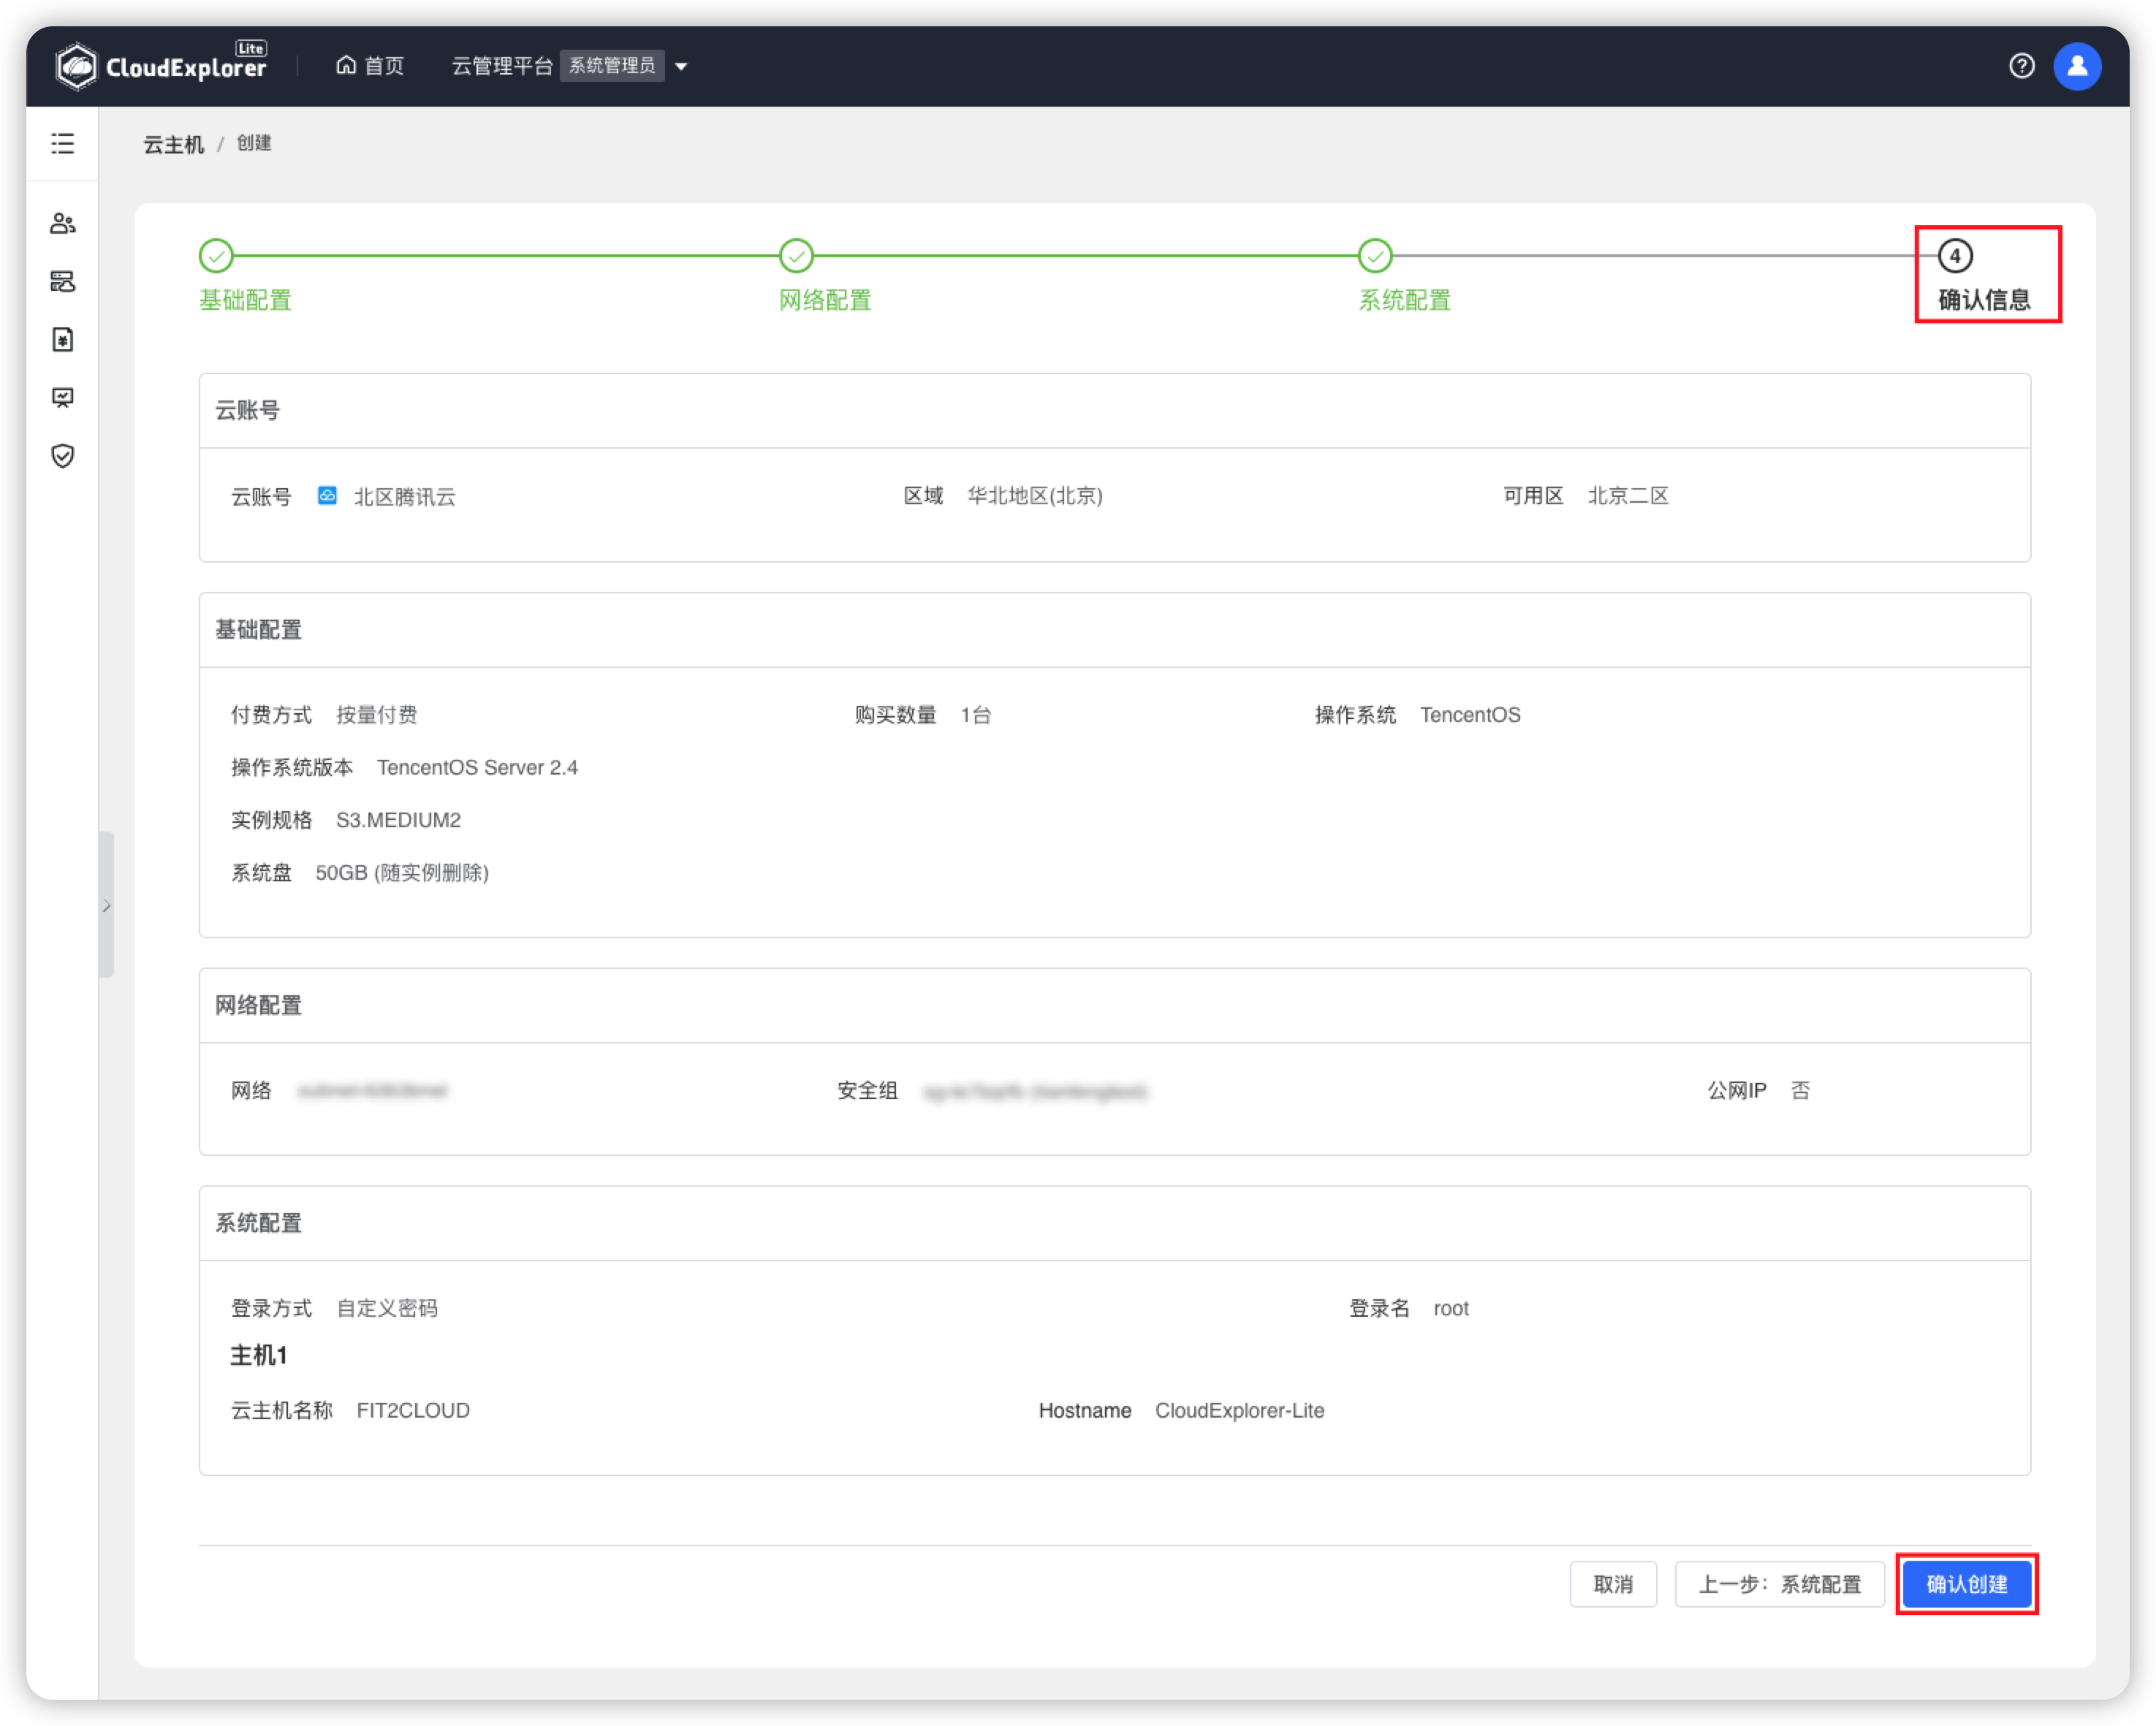 CloudExplorer Lite 首页 云管理平台 系统管理员
云主机 / 创建
4
基础配置 网络配置 系统配置 确认信息
云账号
云账号 北区腾讯云 区域 华北地区(北京) 可用区 北京二区
基础配置
付费方式 按量付费 购买数量 1台 操作系统 TencentOS
操作系统版本 TencentOS Server 2.4
实例规格 S3.MEDIUM2
系统盘 50GB (随实例删除)
网络配置
网络 安全组 公网IP 否
系统配置
登录方式 自定义密码 登录名 root
主机1
云主机名称 FIT2CLOUD Hostname CloudExplorer-Lite
取消 上一步：系统配置 确认创建